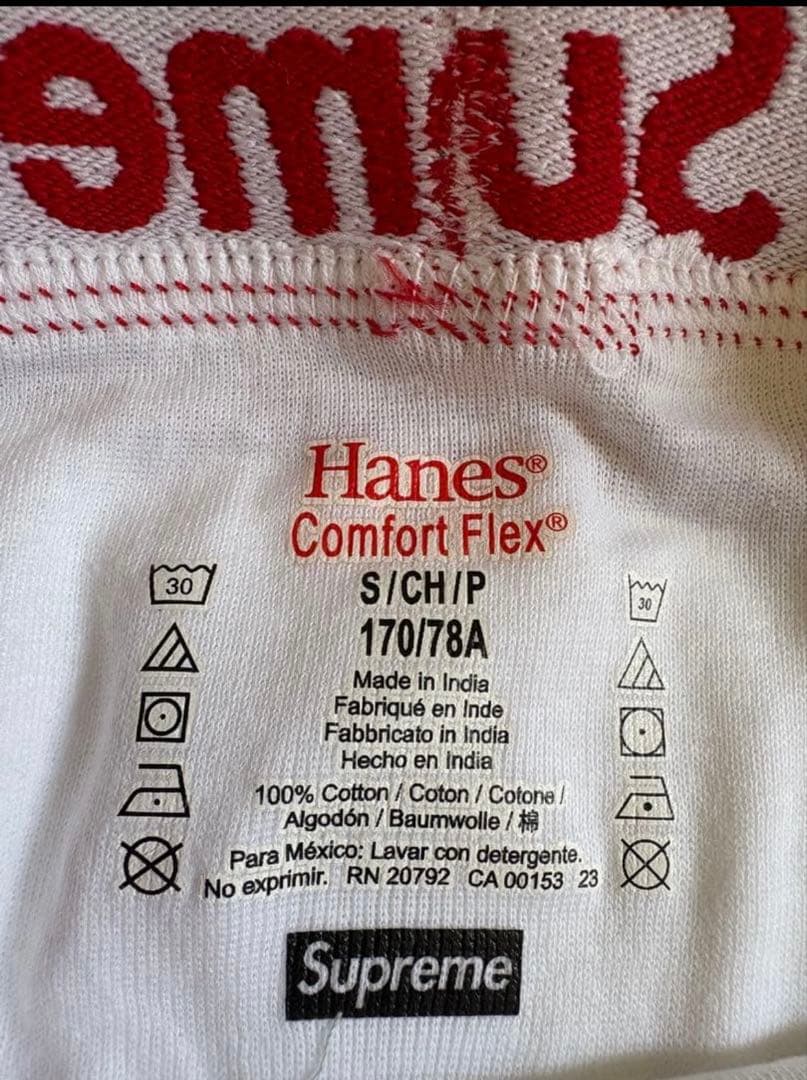 Sume
Hanes®
Comfort Flex®
S/CH/P
170/78A
Made in India
Fabriqué en Inde
Fabbricato in India
Hecho en India
100% Cotton / Coton / Cotone /
Algodón / Baumwolle / 棉
Para México: Lavar con detergente.
No exprimir. RN 20792 CA 00153 23
30
30
Supreme